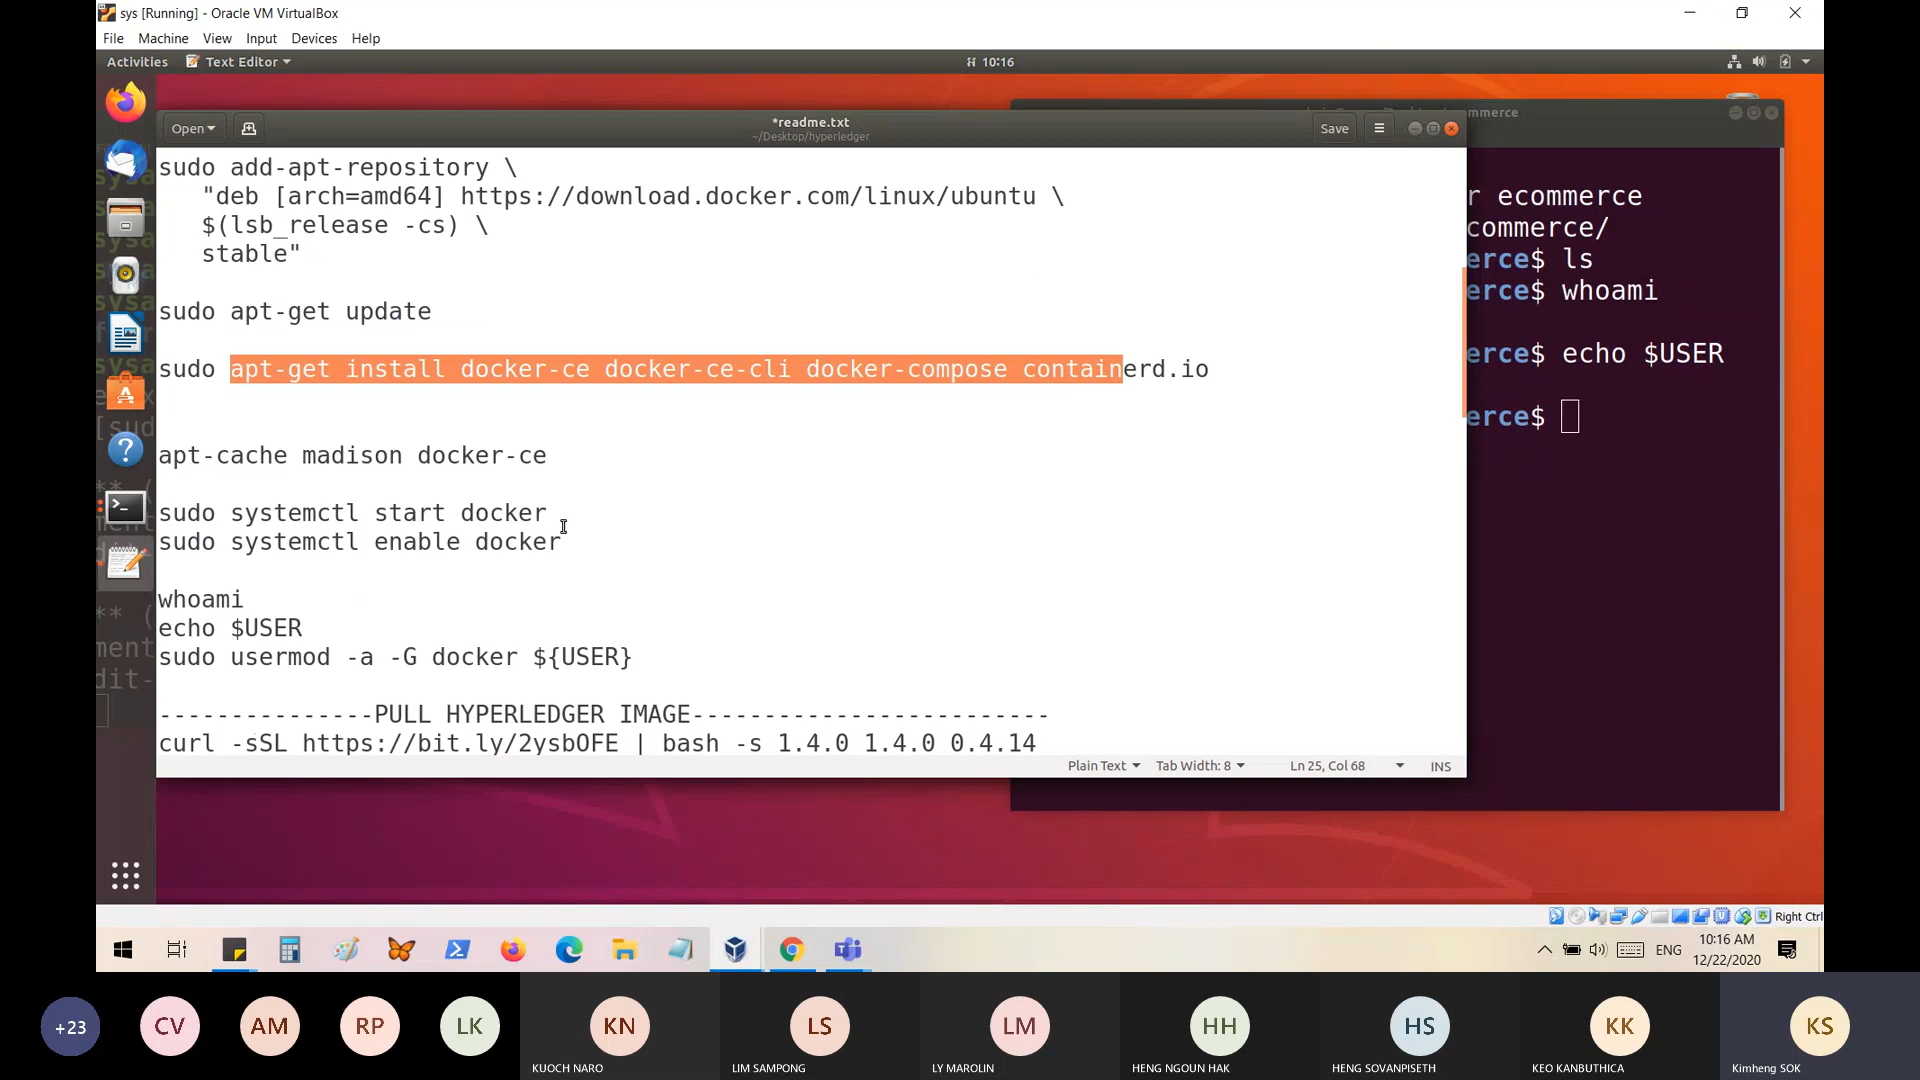 sys [Running] - Oracle VM VirtualBox
File Machine View Input Devices Help
Activities Text Editor 10:16
Open
*readme.txt
~/Desktop/hyperledger
Save
mmerce
sudo add-apt-repository \
"deb [arch=amd64] https://download.docker.com/linux/ubuntu \
$(lsb_release -cs) \
stable"
sudo apt-get update
sudo apt-get install docker-ce docker-ce-cli docker-compose containerd.io
apt-cache madison docker-ce
sudo systemctl start docker
sudo systemctl enable docker
whoami
echo $USER
sudo usermod -a -G docker ${USER}
---------------PULL HYPERLEDGER IMAGE-------------------------
curl -sSL https://bit.ly/2ysbOFE | bash -s 1.4.0 1.4.0 0.4.14
Plain Text Tab Width: 8 Ln 25, Col 68 INS
r ecommerce
commerce/
erce$ ls
erce$ whoami
erce$ echo $USER
erce$
Right Ctrl
ENG
10:16 AM
12/22/2020
+23
CV
AM
RP
LK
KN
KUOCH NARO
LS
LIM SAMPONG
LM
LY MAROLIN
HH
HENG NGOUN HAK
HS
HENG SOVANPISETH
KK
KEO KANBUTHICA
KS
Kimheng SOK